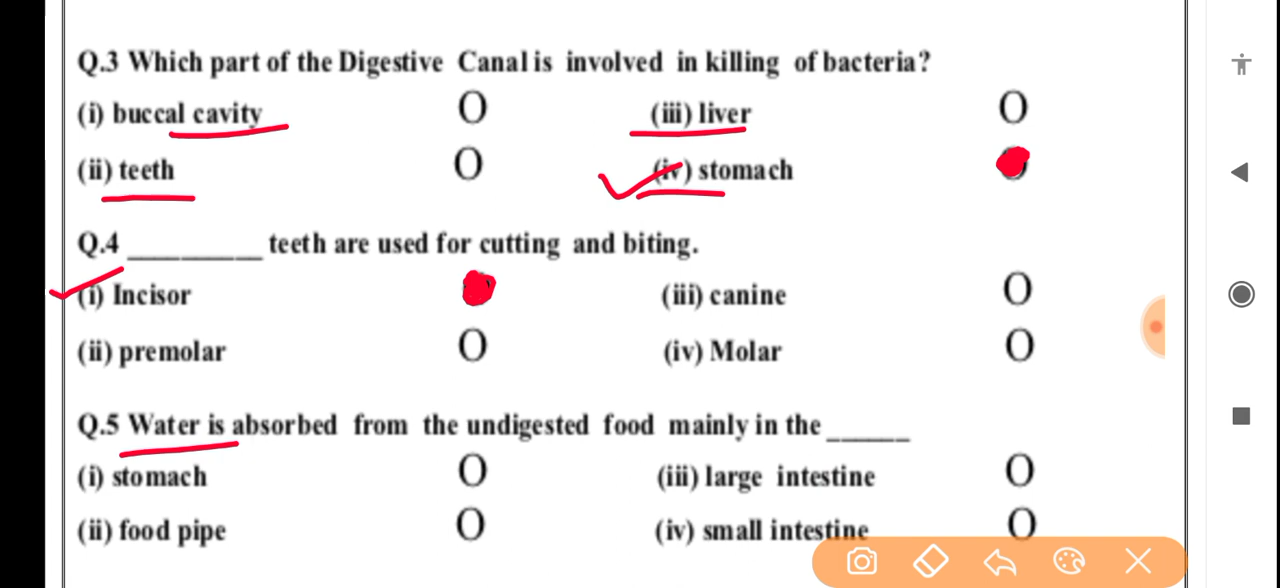 Q.3 Which part of the Digestive Canal is involved in killing of bacteria?
(i) buccal cavity O (iii) liver O
(ii) teeth O (iv) stomach
Q.4 _________ teeth are used for cutting and biting.
(i) Incisor (iii) canine O
(ii) premolar O (iv) Molar O
Q.5 Water is absorbed from the undigested food mainly in the ______
(i) stomach O (iii) large intestine O
(ii) food pipe O (iv) small intestine O